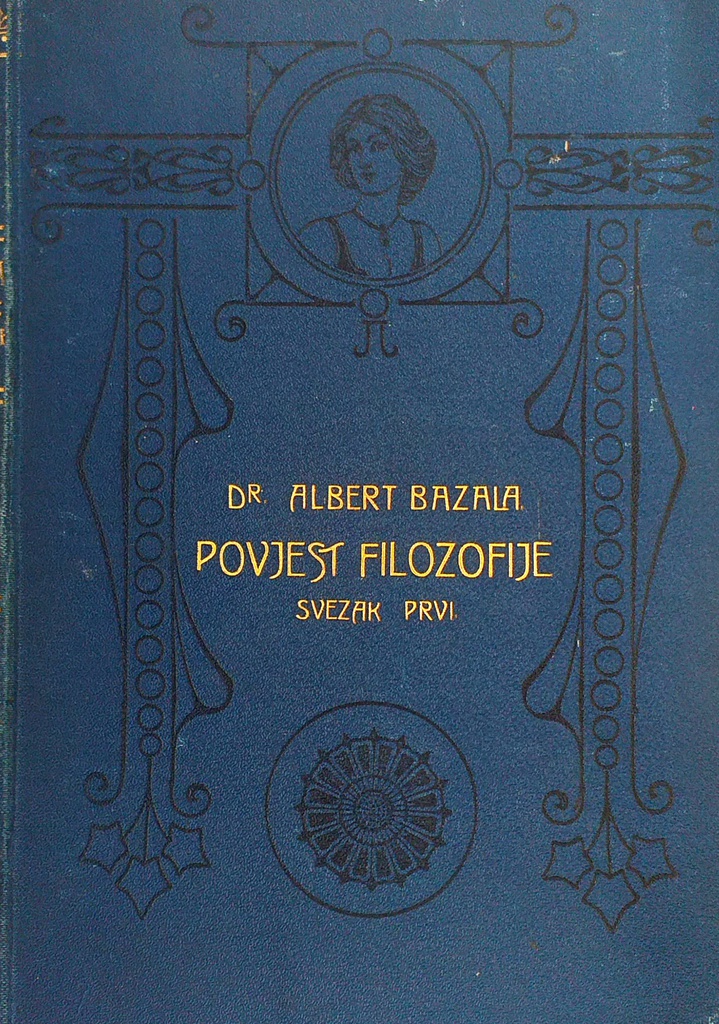 DR. ALBERT BAZALA.
POVJEST FILOZOFIJE
SVEZAK PRVI.